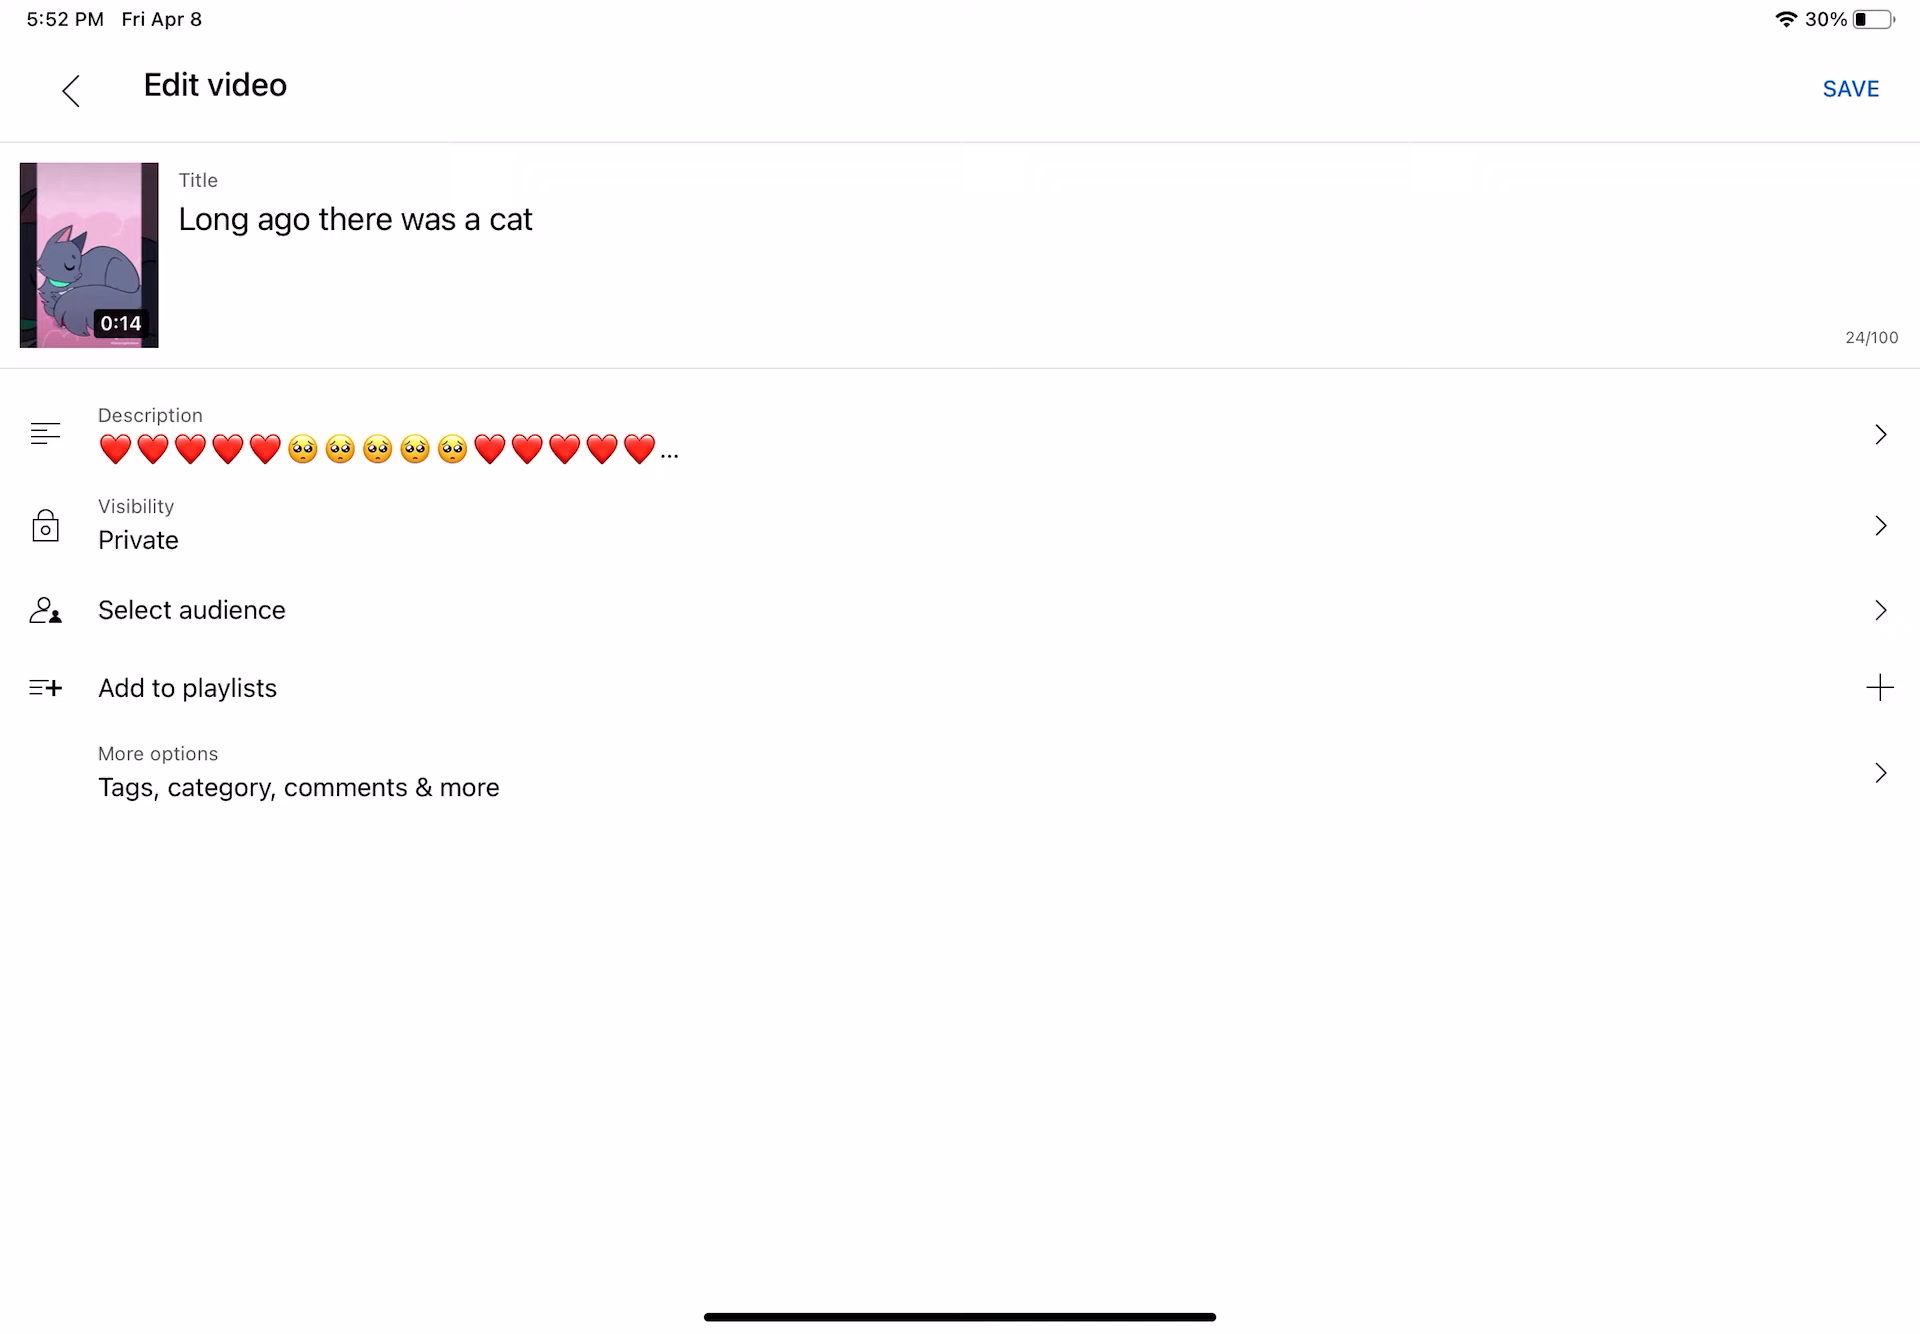 5:52 PM Fri Apr 8
30%
Edit video
SAVE
Title
Long ago there was a cat
0:14
24/100
Description
❤️❤️❤️❤️❤️🥺🥺🥺🥺🥺❤️❤️❤️❤️❤️...
Visibility
Private
Select audience
Add to playlists
More options
Tags, category, comments & more